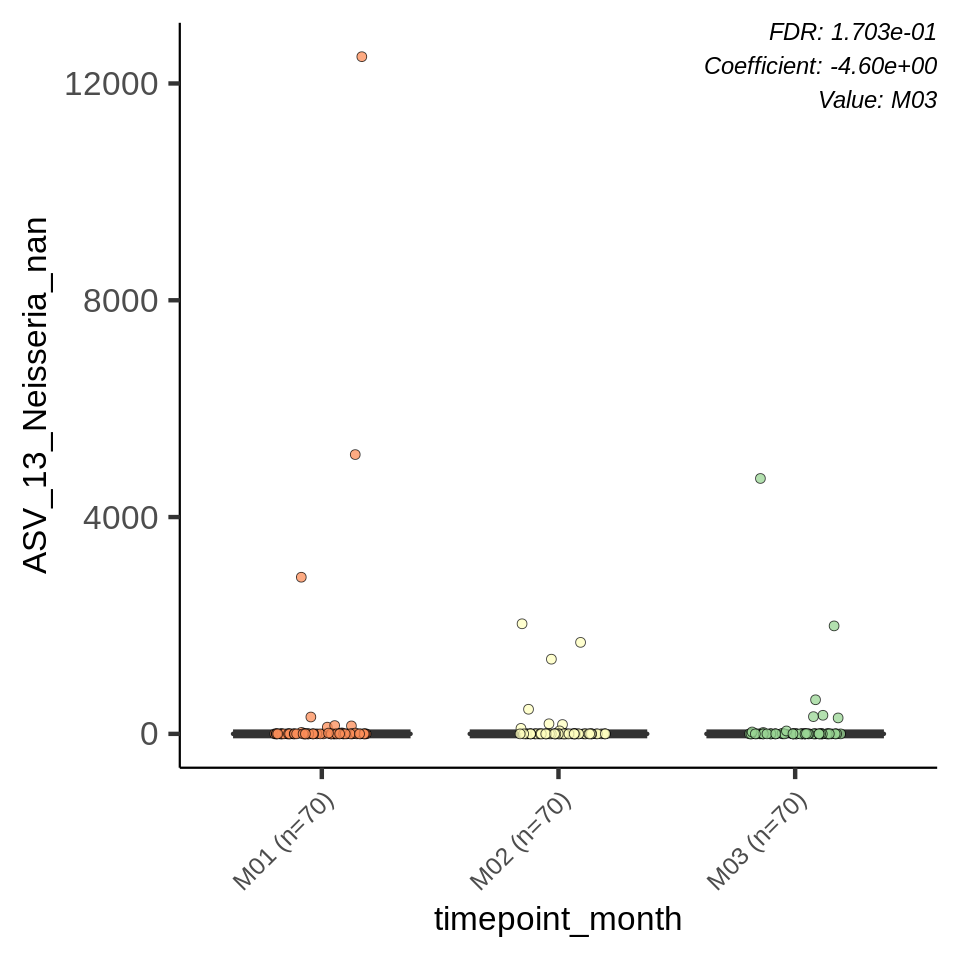 FDR: 1.703e-01
Coefficient: -4.60e+00
Value: M03
12000
8000
4000
0
ASV_13_Neisseria_nan
M01 (n=70)
M02 (n=70)
M03 (n=70)
timepoint_month